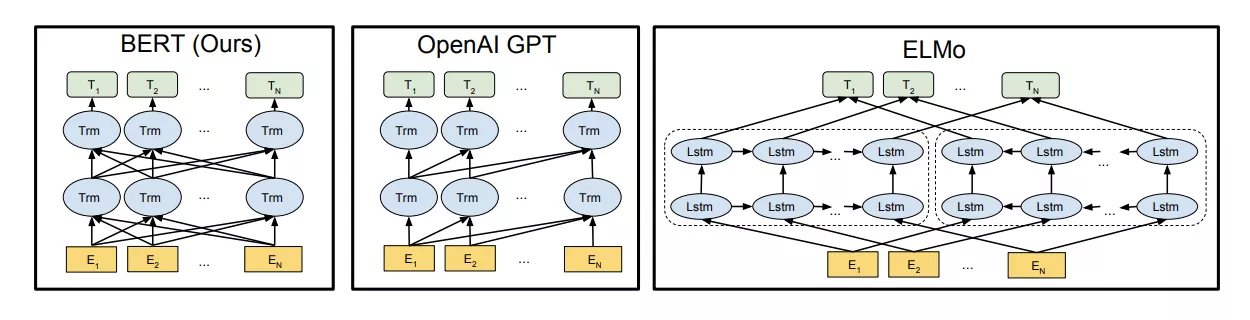 BERT (Ours)
T1 T2 ... TN
Trm Trm ... Trm
Trm Trm ... Trm
E1 E2 ... EN
OpenAI GPT
T1 T2 ... TN
Trm Trm ... Trm
Trm Trm ... Trm
E1 E2 ... EN
ELMo
T1 T2 ... TN
Lstm Lstm ... Lstm Lstm Lstm ... Lstm
Lstm Lstm ... Lstm Lstm Lstm ... Lstm
E1 E2 ... EN